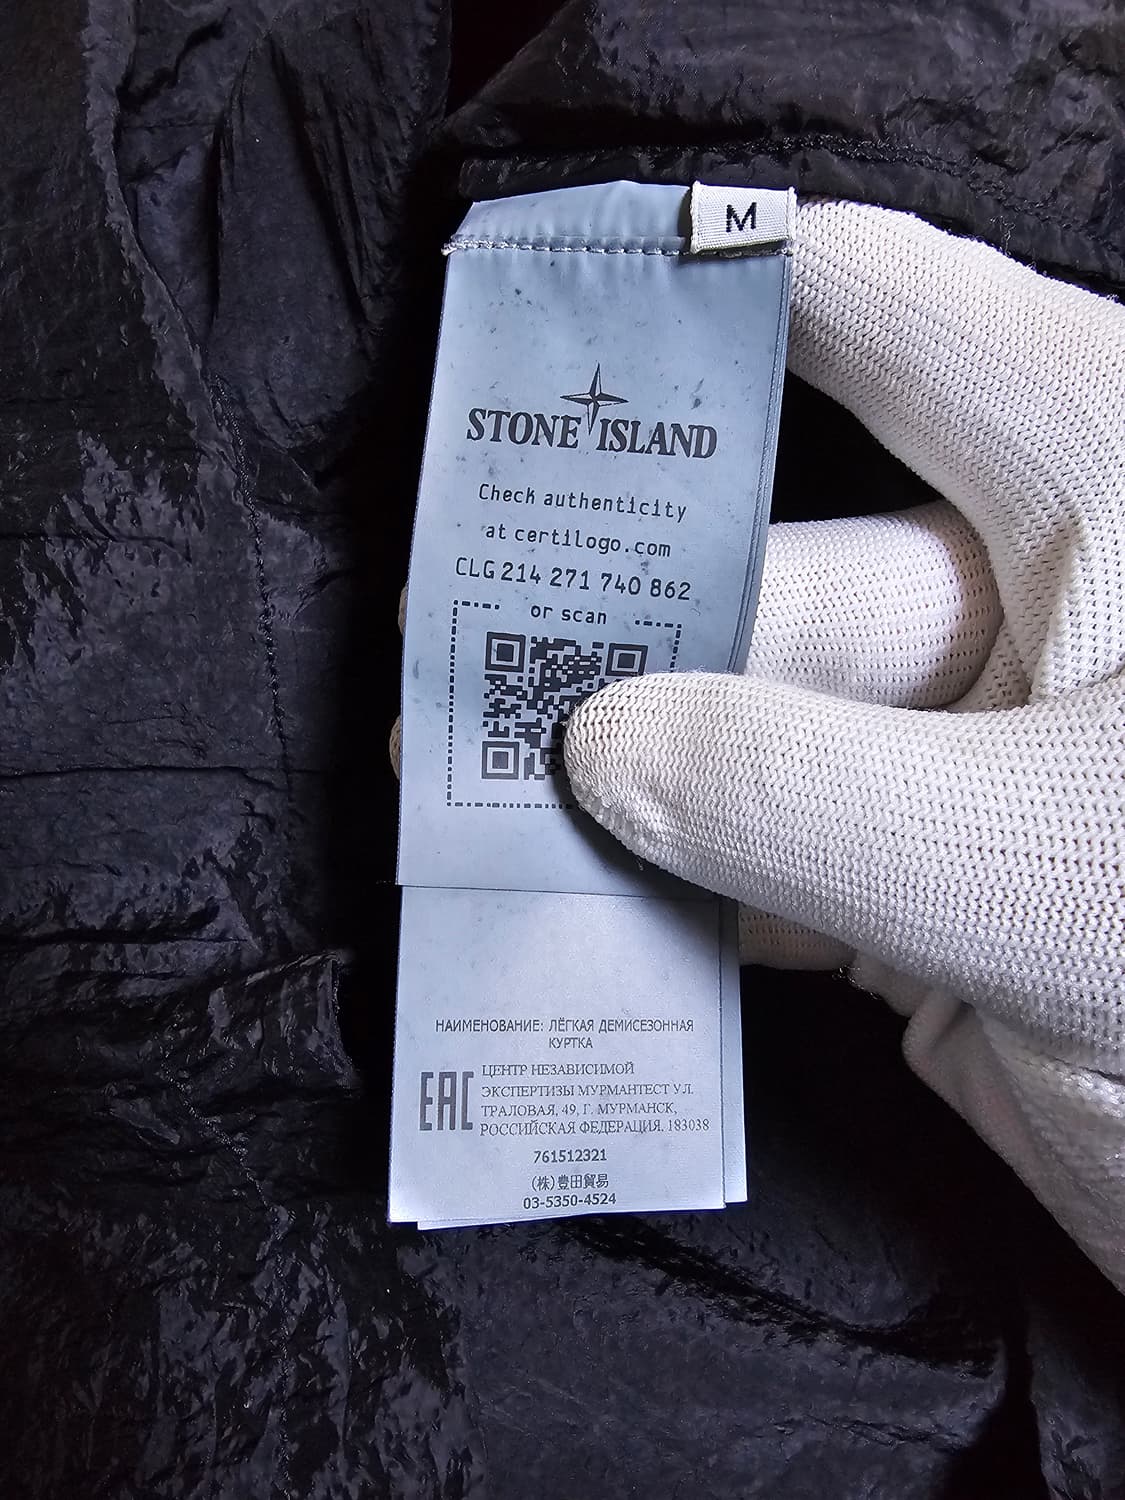 M
STONE ISLAND
Check authenticity
at certilogo.com
CLG 214 271 740 862
or scan
НАИМЕНОВАНИЕ: ЛЁГКАЯ ДЕМИСЕЗОННАЯ
КУРТКА
EAC
ЦЕНТР НЕЗАВИСИМОЙ
ЭКСПЕРТИЗЫ МУРМАНТЕСТ УЛ.
ТРАЛОВАЯ, 49, Г. МУРМАНСК,
РОССИЙСКАЯ ФЕДЕРАЦИЯ, 183038
761512321
(株)豊田貿易
03-5350-4524